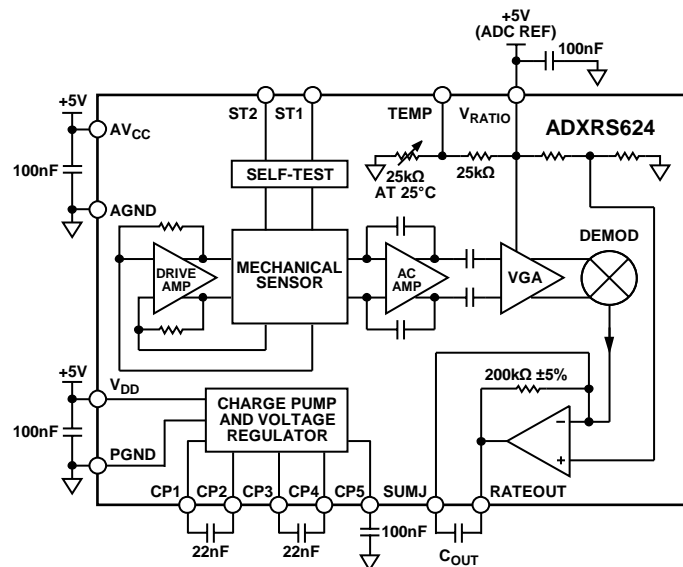 +5V
(ADC REF)
100nF
+5V
AVCC
100nF
AGND
ST2
ST1
TEMP
VRATIO
ADXRS624
25kΩ
AT 25°C
25kΩ
SELF-TEST
DRIVE
AMP
MECHANICAL
SENSOR
AC
AMP
VGA
DEMOD
+5V
VDD
100nF
PGND
CHARGE PUMP
AND VOLTAGE
REGULATOR
200kΩ ±5%
–
+
CP1
CP2
CP3
CP4
CP5
SUMJ
RATEOUT
22nF
22nF
100nF
COUT